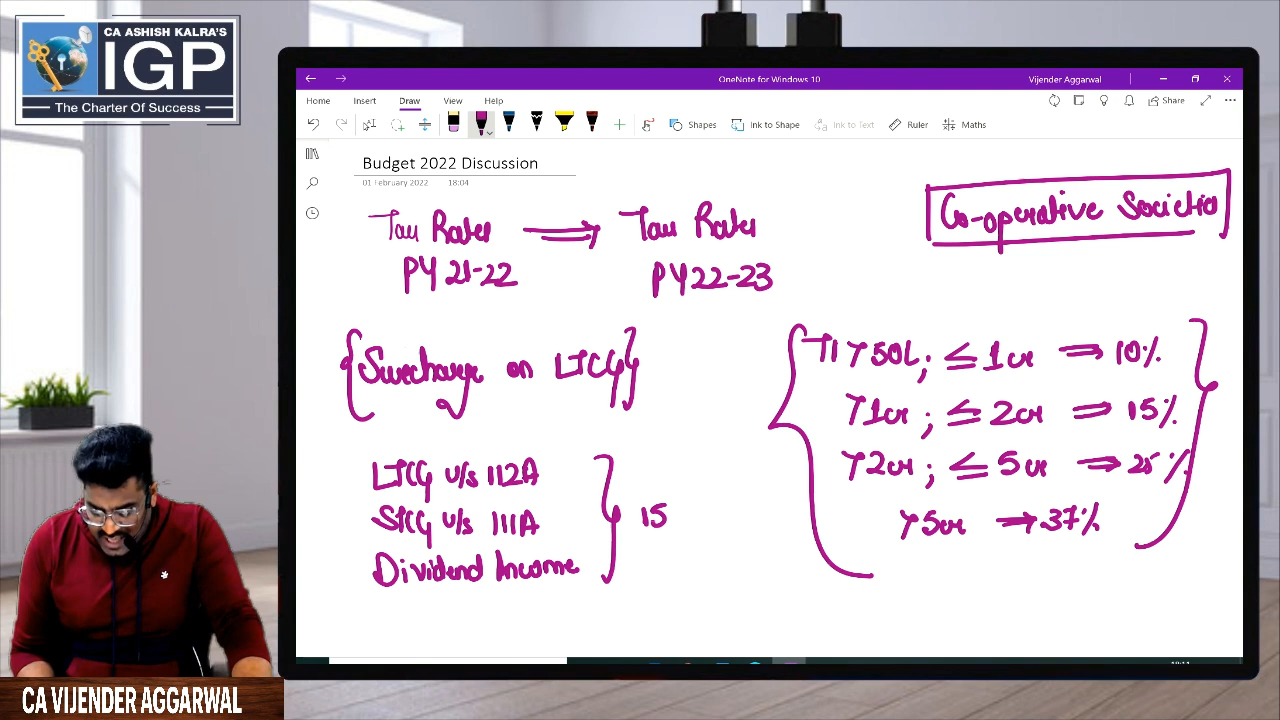 CA ASHISH KALRA'S
IGP
The Charter Of Success
OneNote for Windows 10
Vijender Aggarwal
Home Insert Draw View Help
Share
Shapes Ink to Shape Ink to Text Ruler Maths
Budget 2022 Discussion
01 February 2022 18:04
Tax Rates ⇒ Tax Rates
PY 21-22 PY 22-23
Co-operative Societies
{Surcharge on LTCG}
LTCG u/s 112A
STCG u/s 111A
Dividend Income
} 15
{ TI >50L; ≤ 1cr ⇒ 10%
>1cr; ≤ 2cr ⇒ 15%
>2cr; ≤ 5cr ⇒ 25%
>5cr → 37% }
CA VIJENDER AGGARWAL